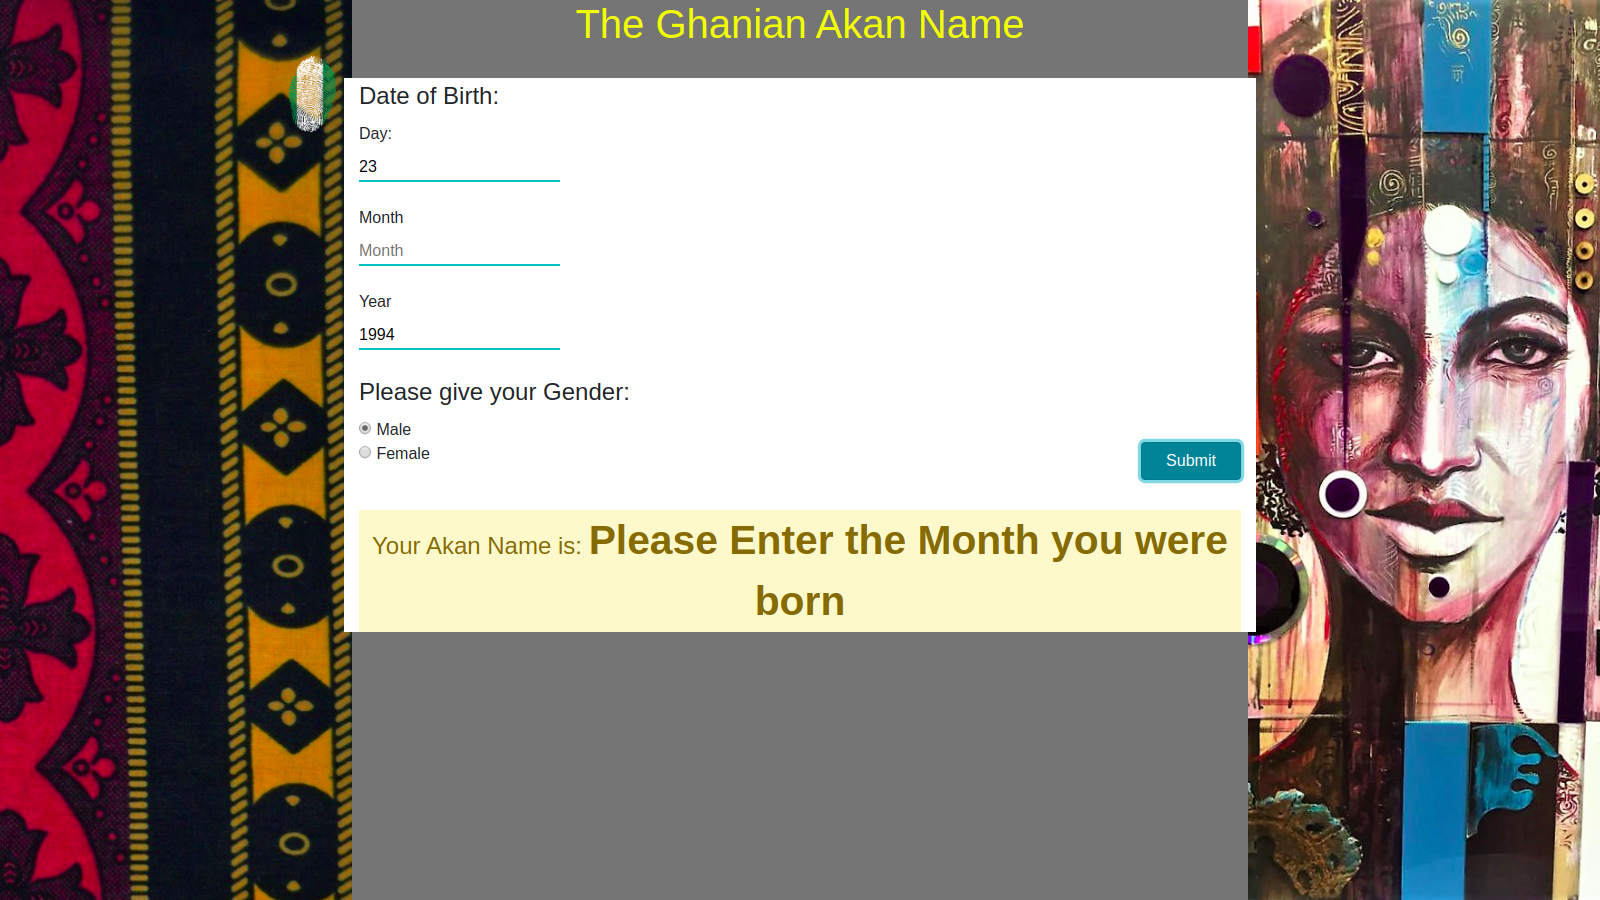 The Ghanian Akan Name
Date of Birth:
Day:
23
Month
Month
Year
1994
Please give your Gender:
Male
Female
Submit
Your Akan Name is: Please Enter the Month you were
born